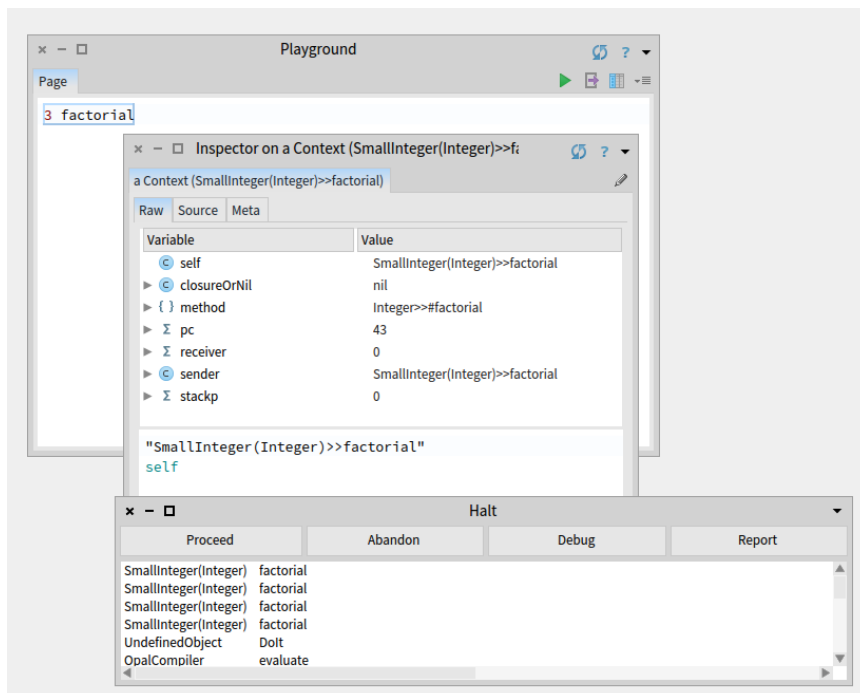 Playground
?
Page
3 factorial
Inspector on a Context (SmallInteger(Integer)>>fa
?
a Context (SmallInteger(Integer)>>factorial)
Raw Source Meta
Variable Value
C self SmallInteger(Integer)>>factorial
C closureOrNil nil
{ } method Integer>>#factorial
Σ pc 43
Σ receiver 0
C sender SmallInteger(Integer)>>factorial
Σ stackp 0
"SmallInteger(Integer)>>factorial"
self
Halt
Proceed Abandon Debug Report
SmallInteger(Integer) factorial
SmallInteger(Integer) factorial
SmallInteger(Integer) factorial
SmallInteger(Integer) factorial
UndefinedObject DoIt
OpalCompiler evaluate